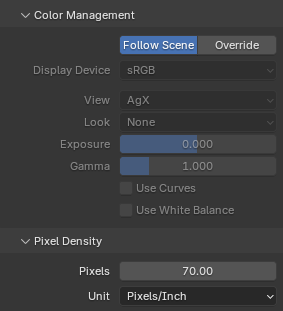 Color Management
Follow Scene Override
Display Device sRGB
View AgX
Look None
Exposure 0.000
Gamma 1.000
Use Curves
Use White Balance
Pixel Density
Pixels 70.00
Unit Pixels/Inch